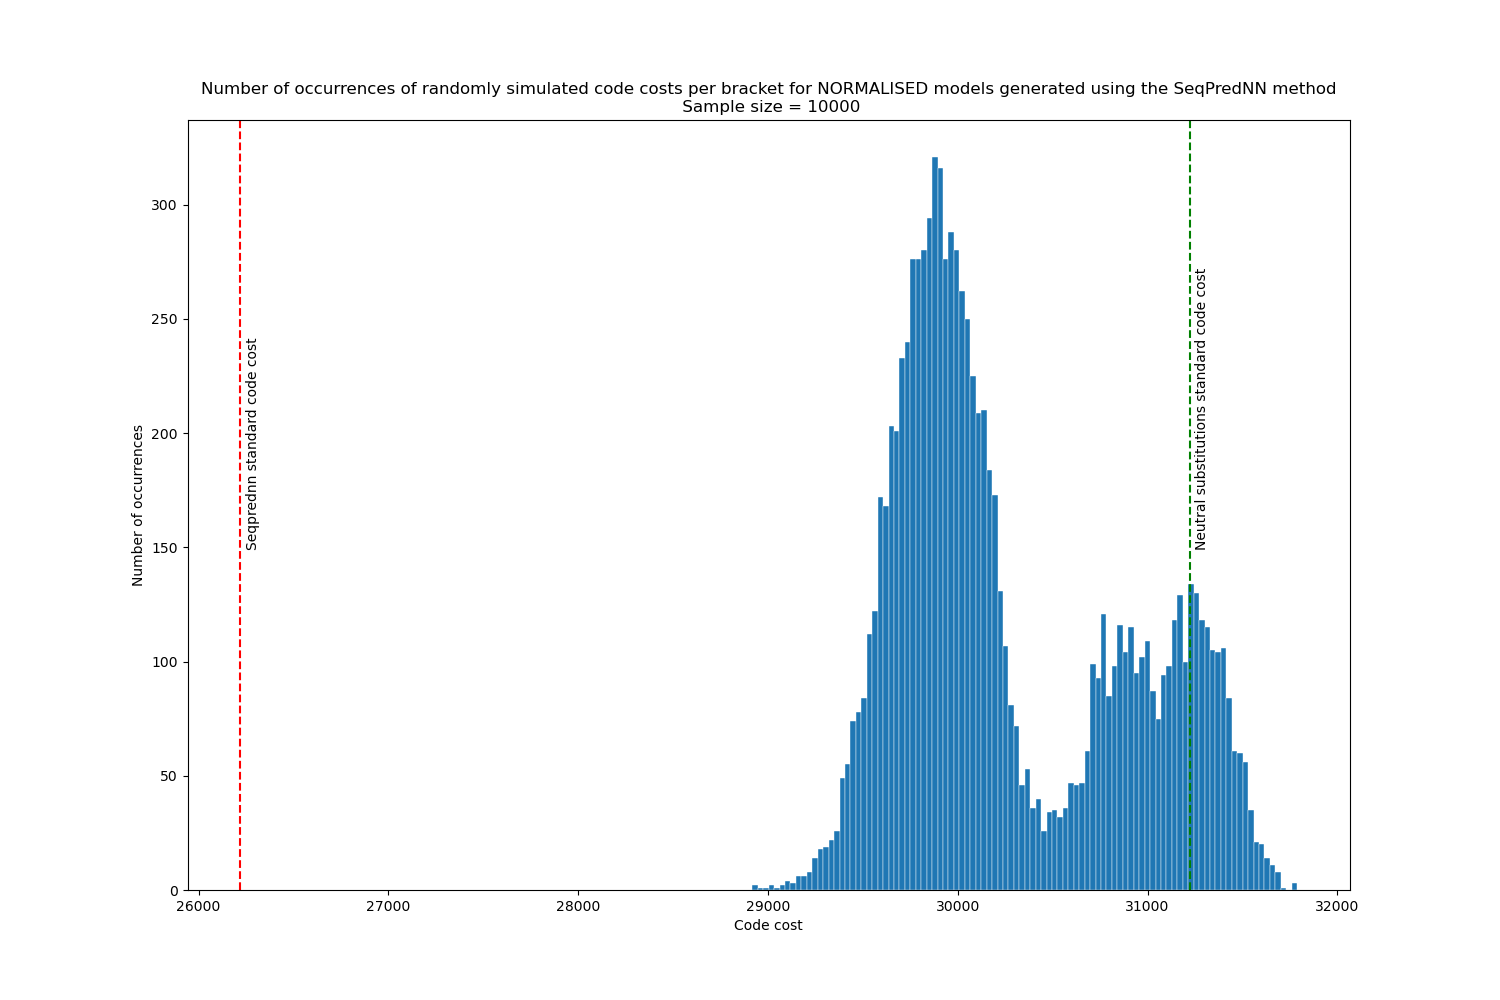 Number of occurrences of randomly simulated code costs per bracket for NORMALISED models generated using the SeqPredNN method
Sample size = 10000
Number of occurrences
300
250
200
150
100
50
0
Seqprednn standard code cost
Neutral substitutions standard code cost
26000
27000
28000
29000
30000
31000
32000
Code cost